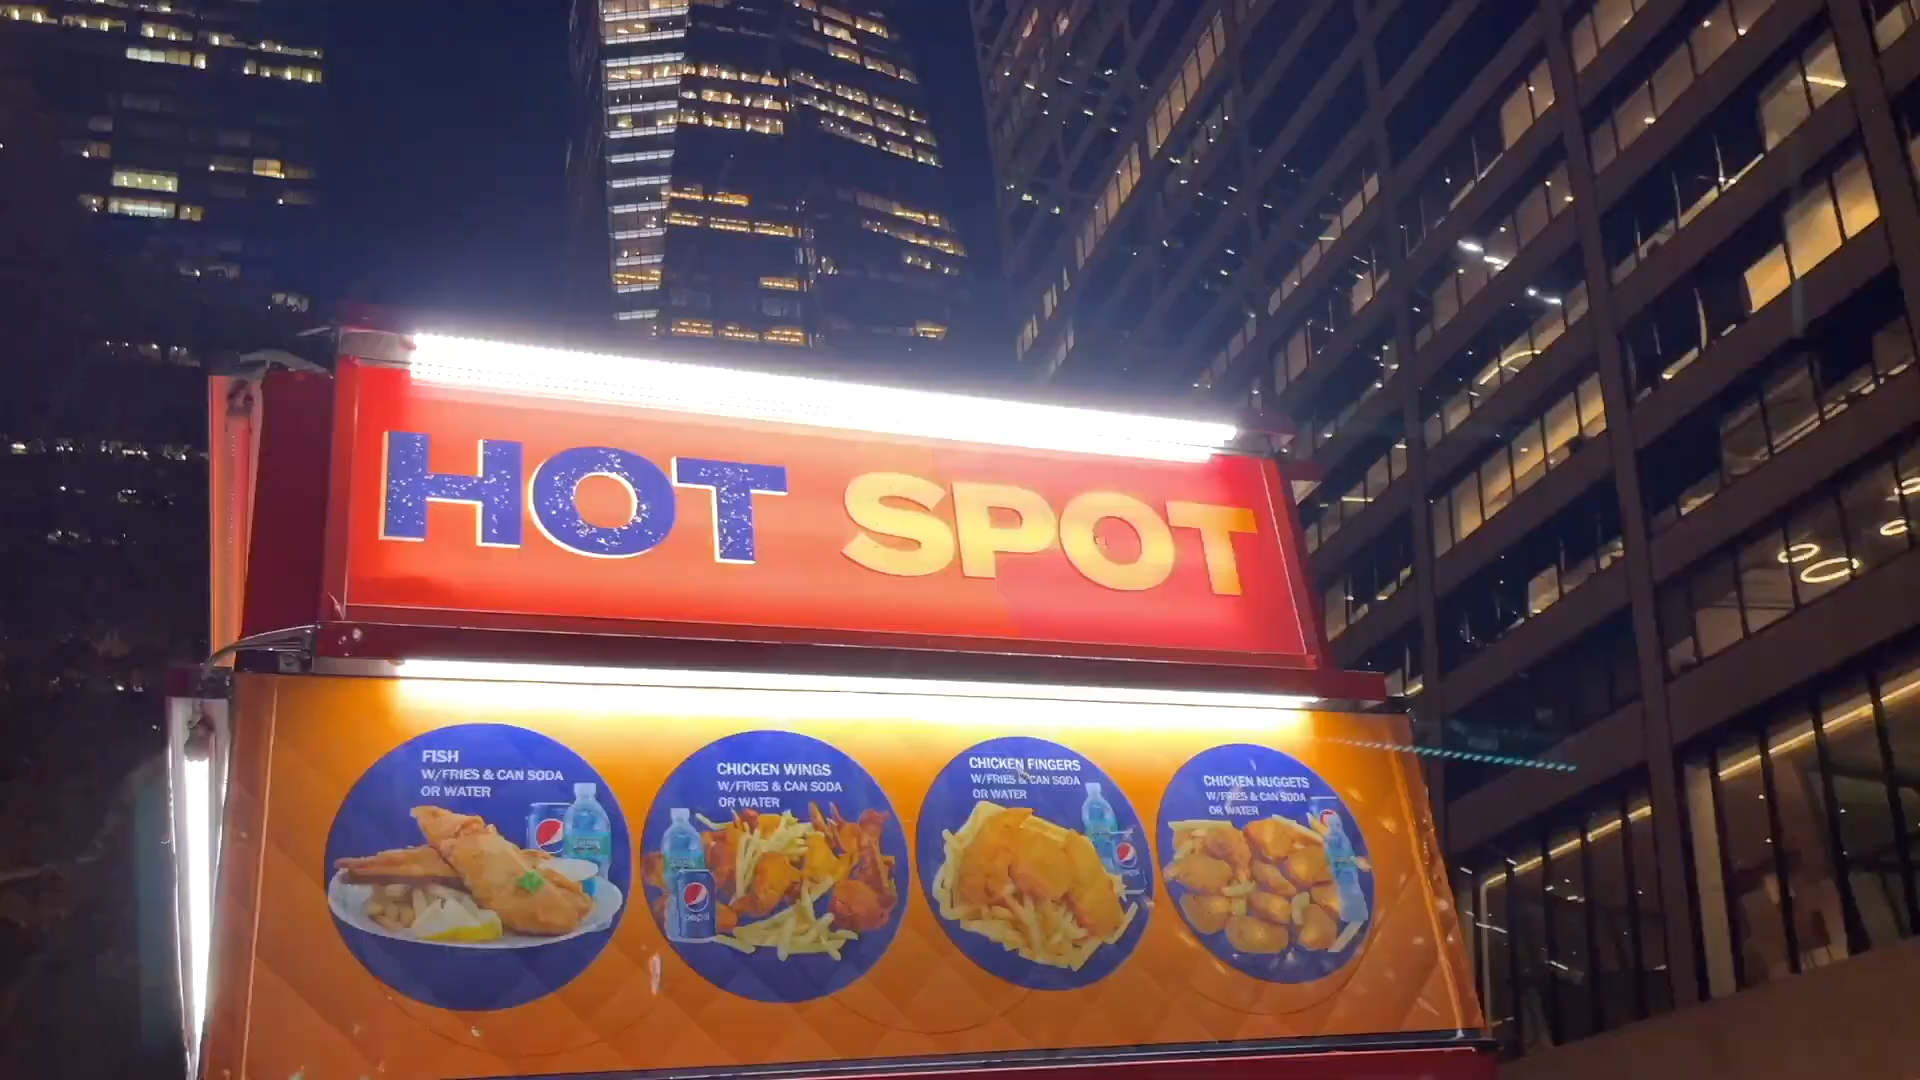 HOT SPOT
FISH
W/FRIES & CAN SODA
OR WATER
CHICKEN WINGS
W/FRIES & CAN SODA
OR WATER
CHICKEN FINGERS
W/FRIES & CAN SODA
OR WATER
CHICKEN NUGGETS
W/FRIES & CAN SODA
OR WATER
pepsi